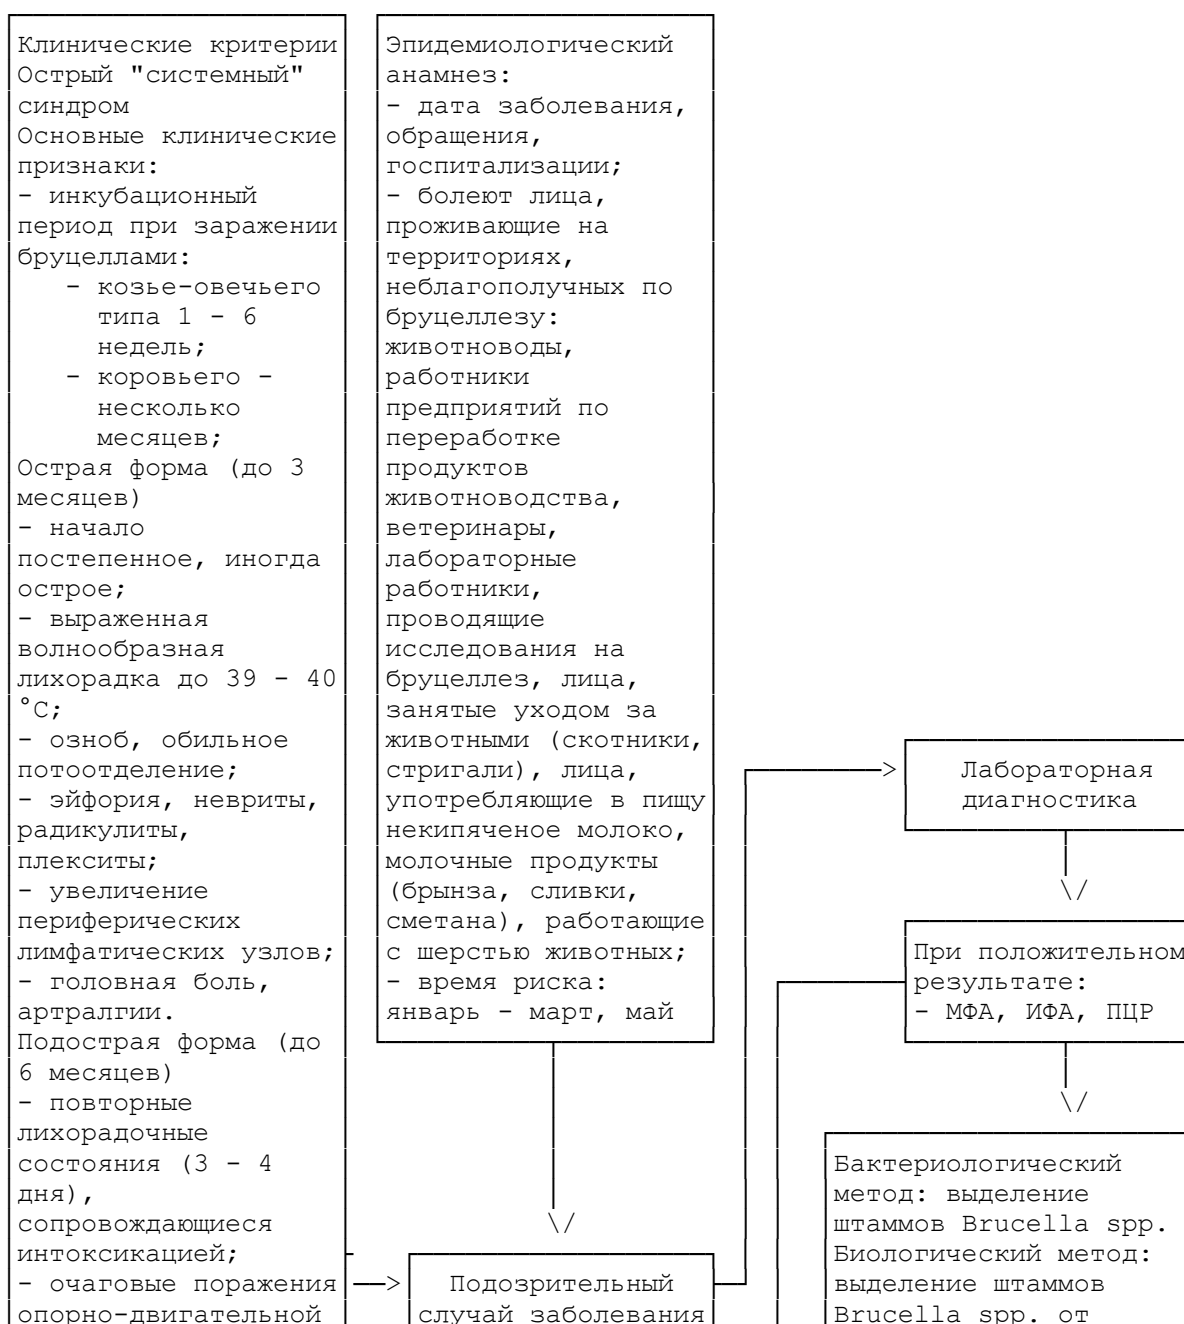 Клинические критерии
Острый "системный"
синдром
Основные клинические
признаки:
- инкубационный
период при заражении
бруцеллами:
- козье-овечьего
типа 1 - 6
недель;
- коровьего -
несколько
месяцев;
Острая форма (до 3
месяцев)
- начало
постепенное, иногда
острое;
- выраженная
волнообразная
лихорадка до 39 - 40
°C;
- озноб, обильное
потоотделение;
- эйфория, невриты,
радикулиты,
плекситы;
- увеличение
периферических
лимфатических узлов;
- головная боль,
артралгии.
Подострая форма (до
6 месяцев)
- повторные
лихорадочные
состояния (3 - 4
дня),
сопровождающиеся
интоксикацией;
- очаговые поражения
опорно-двигательной
Эпидемиологический
анамнез:
- дата заболевания,
обращения,
госпитализации;
- болеют лица,
проживающие на
территориях,
неблагополучных по
бруцеллезу:
животноводы,
работники
предприятий по
переработке
продуктов
животноводства,
ветеринары,
лабораторные
работники,
проводящие
исследования на
бруцеллез, лица,
занятые уходом за
животными (скотники,
стригали), лица,
употребляющие в пищу
некипяченое молоко,
молочные продукты
(брынза, сливки,
сметана), работающие
с шерстью животных;
- время риска:
январь - март, май
Подозрительный
случай заболевания
Лабораторная
диагностика
При положительном
результате:
- МФА, ИФА, ПЦР
Бактериологический
метод: выделение
штаммов Brucella spp.
Биологический метод:
выделение штаммов
Brucella spp. от